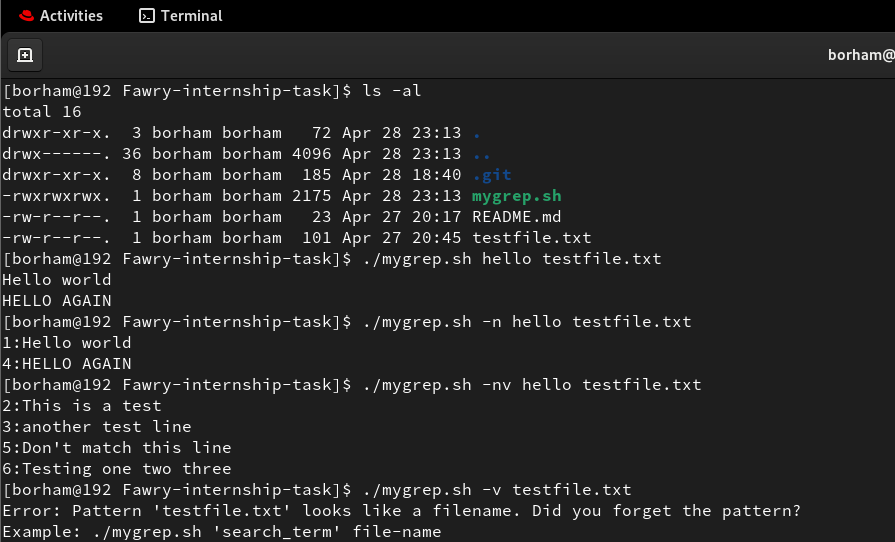 Activities Terminal
borham@
[borham@192 Fawry-internship-task]$ ls -al
total 16
drwxr-xr-x.  3 borham borham   72 Apr 28 23:13 .
drwx------. 36 borham borham 4096 Apr 28 23:13 ..
drwxr-xr-x.  8 borham borham  185 Apr 28 18:40 .git
-rwxrwxrwx.  1 borham borham 2175 Apr 28 23:13 mygrep.sh
-rw-r--r--.  1 borham borham   23 Apr 27 20:17 README.md
-rw-r--r--.  1 borham borham  101 Apr 27 20:45 testfile.txt
[borham@192 Fawry-internship-task]$ ./mygrep.sh hello testfile.txt
Hello world
HELLO AGAIN
[borham@192 Fawry-internship-task]$ ./mygrep.sh -n hello testfile.txt
1:Hello world
4:HELLO AGAIN
[borham@192 Fawry-internship-task]$ ./mygrep.sh -nv hello testfile.txt
2:This is a test
3:another test line
5:Don't match this line
6:Testing one two three
[borham@192 Fawry-internship-task]$ ./mygrep.sh -v testfile.txt
Error: Pattern 'testfile.txt' looks like a filename. Did you forget the pattern?
Example: ./mygrep.sh 'search_term' file-name